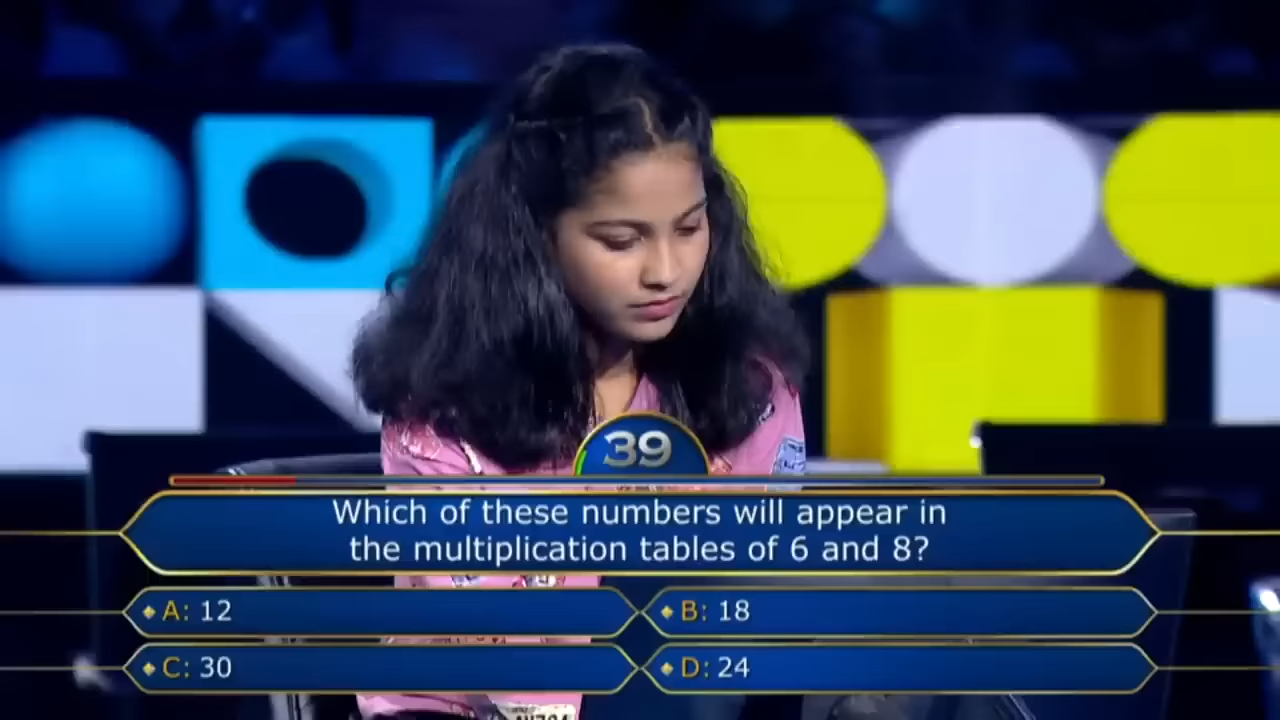 39
Which of these numbers will appear in
the multiplication tables of 6 and 8?
A: 12
B: 18
C: 30
D: 24